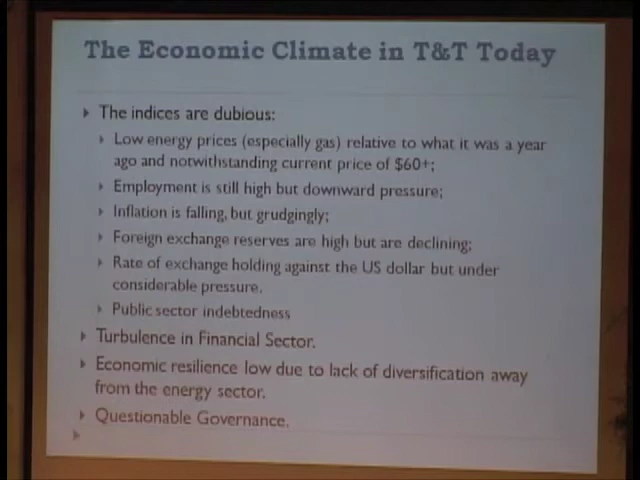 The Economic Climate in T&T Today
The indices are dubious:
Low energy prices (especially gas) relative to what it was a year
ago and notwithstanding current price of $60+;
Employment is still high but downward pressure;
Inflation is falling, but grudgingly;
Foreign exchange reserves are high but are declining;
Rate of exchange holding against the US dollar but under
considerable pressure.
Public sector indebtedness
Turbulence in Financial Sector.
Economic resilience low due to lack of diversification away
from the energy sector.
Questionable Governance.